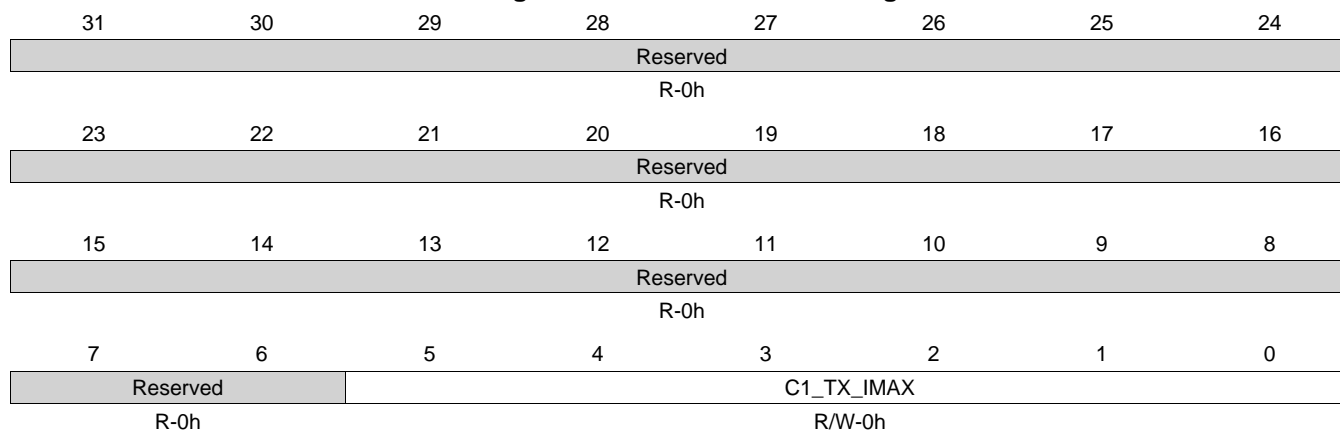 31 30 29 28 27 26 25 24
Reserved
R-0h
23 22 21 20 19 18 17 16
Reserved
R-0h
15 14 13 12 11 10 9 8
Reserved
R-0h
7 6 5 4 3 2 1 0
Reserved C1_TX_IMAX
R-0h R/W-0h